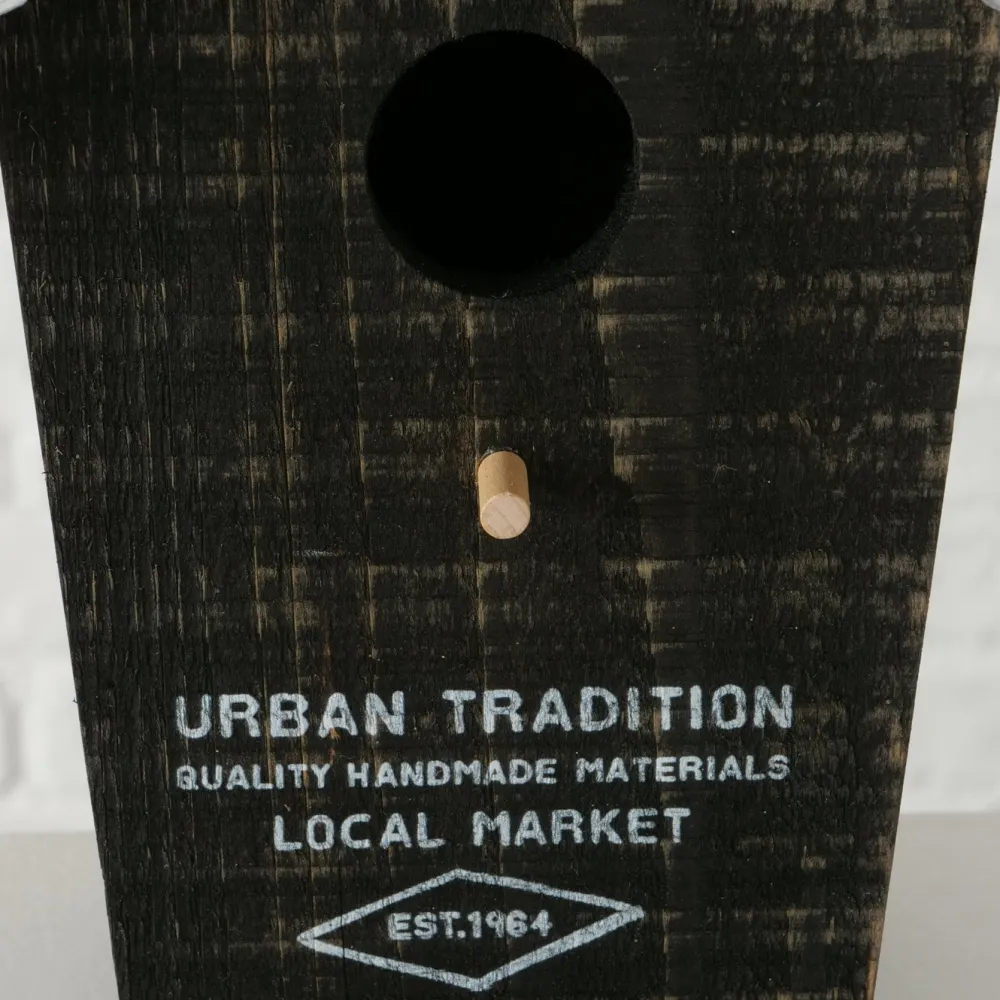 URBAN TRADITION
QUALITY HANDMADE MATERIALS
LOCAL MARKET
EST.1964